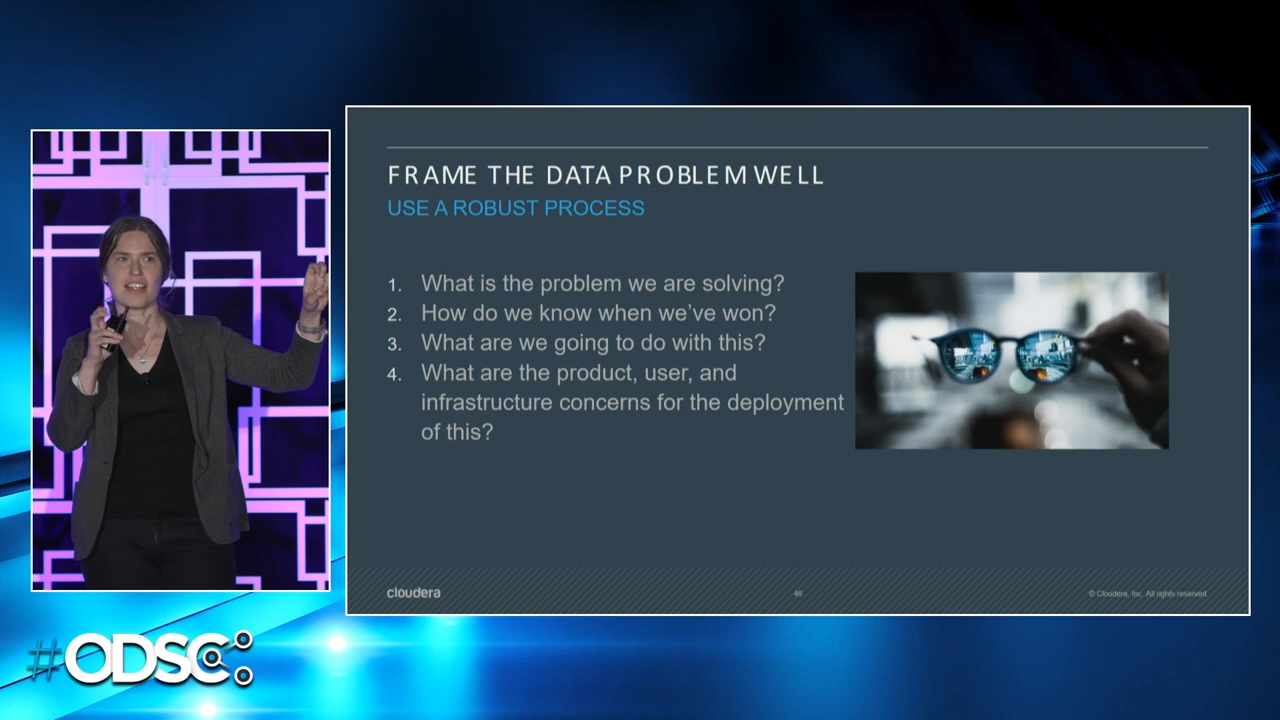 FRAME THE DATA PROBLEM WELL
USE A ROBUST PROCESS
1. What is the problem we are solving?
2. How do we know when we've won?
3. What are we going to do with this?
4. What are the product, user, and
infrastructure concerns for the deployment
of this?
cloudera
46
© Cloudera, Inc. All rights reserved.
#ODSC